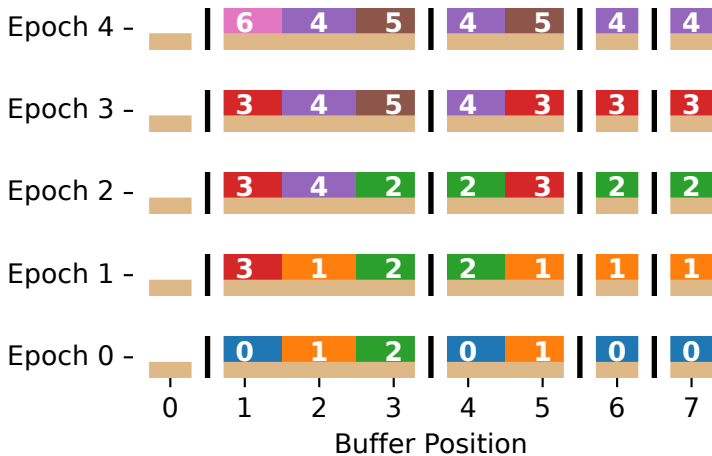 Epoch 4 6 4 5 4 5 4 4
Epoch 3 3 4 5 4 3 3 3
Epoch 2 3 4 2 2 3 2 2
Epoch 1 3 1 2 2 1 1 1
Epoch 0 0 1 2 0 1 0 0
0 1 2 3 4 5 6 7
Buffer Position